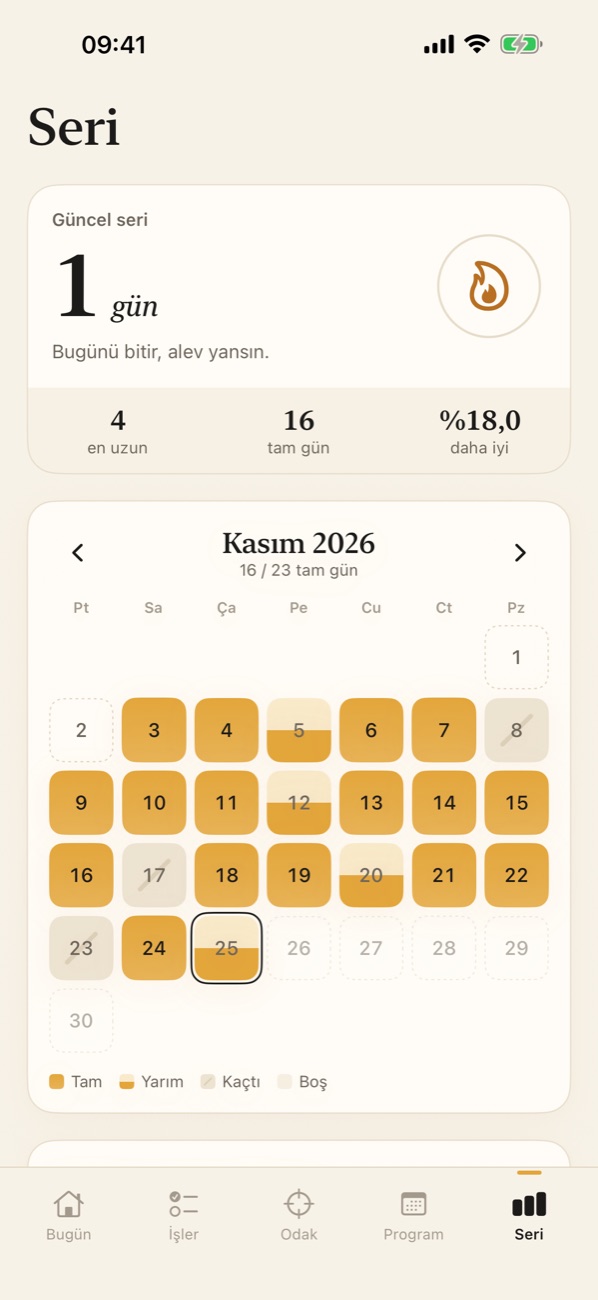 09:41
Seri
Güncel seri
1 gün
Bugünü bitir, alev yansın.
4 16 %18,0
en uzun tam gün daha iyi
Kasım 2026
16 / 23 tam gün
Pt Sa Ça Pe Cu Ct Pz
1
2 3 4 5 6 7 8
9 10 11 12 13 14 15
16 17 18 19 20 21 22
23 24 25 26 27 28 29
30
Tam Yarım Kaçtı Boş
Bugün İşler Odak Program Seri